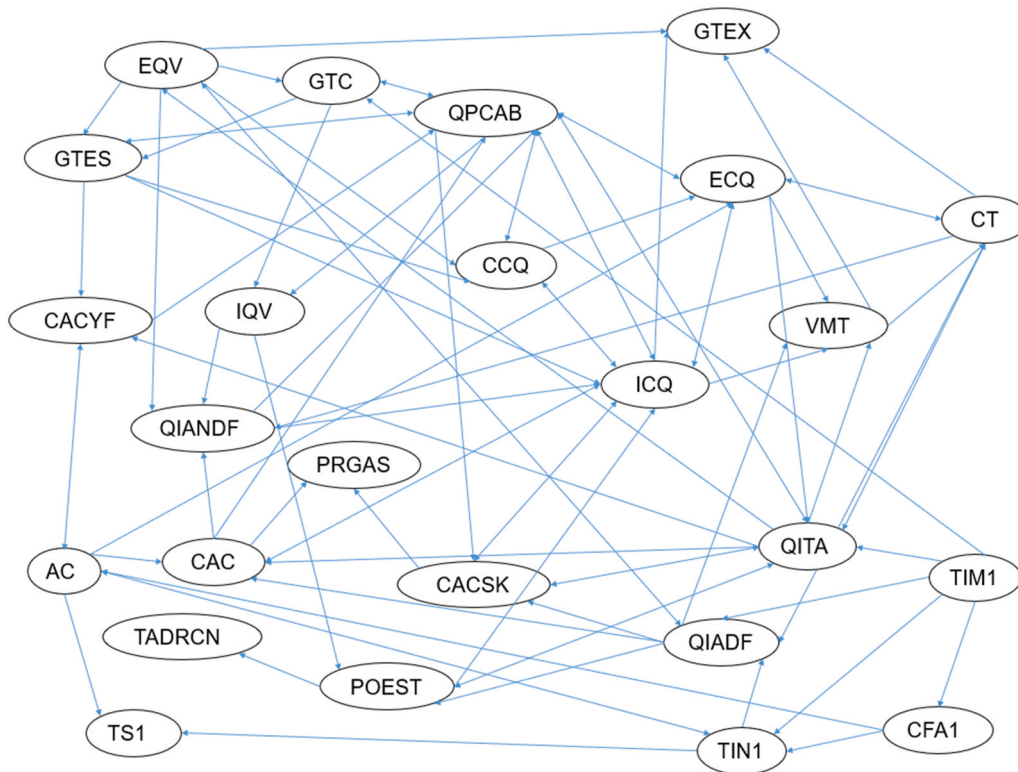 GTEX
EQV
GTC
QPCAB
GTES
ECQ
CT
CCQ
IQV
CACYF
VMT
ICQ
QIANDF
PRGAS
QITA
CAC
AC
CACSK
TIM1
TADRCN
QIADF
POEST
TS1
CFA1
TIN1